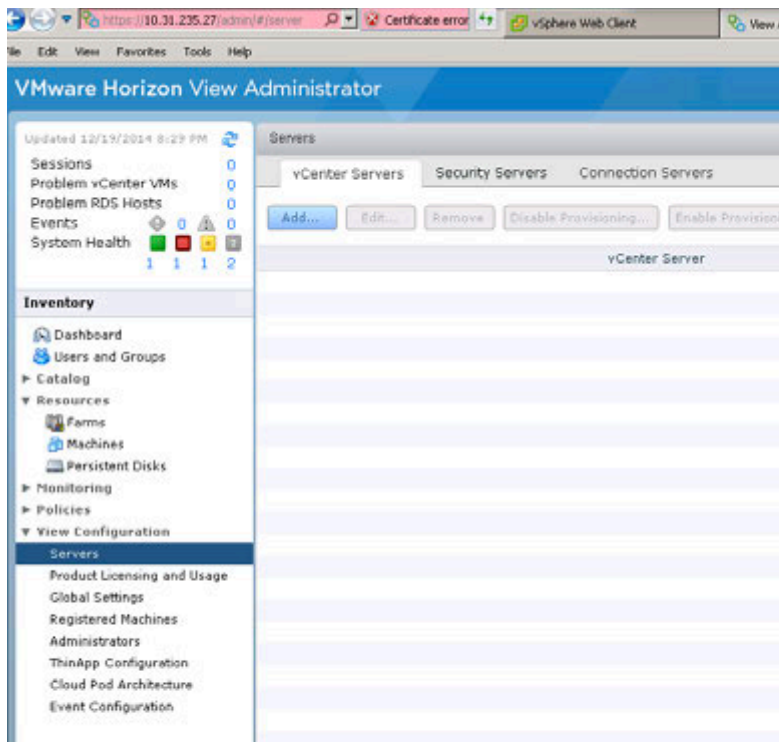 https://10.31.235.27/admin/#/server Certificate error vSphere Web Client View
File Edit View Favorites Tools Help
VMware Horizon View Administrator
Updated 12/19/2014 8:29 PM
Sessions 0
Problem vCenter VMs 0
Problem RDS Hosts 0
Events 0 0
System Health
1 1 1 2
Inventory
Dashboard
Users and Groups
Catalog
Resources
Farms
Machines
Persistent Disks
Monitoring
Policies
View Configuration
Servers
Product Licensing and Usage
Global Settings
Registered Machines
Administrators
ThinApp Configuration
Cloud Pod Architecture
Event Configuration
Servers
vCenter Servers Security Servers Connection Servers
Add... Edit... Remove Disable Provisioning... Enable Provision
vCenter Server